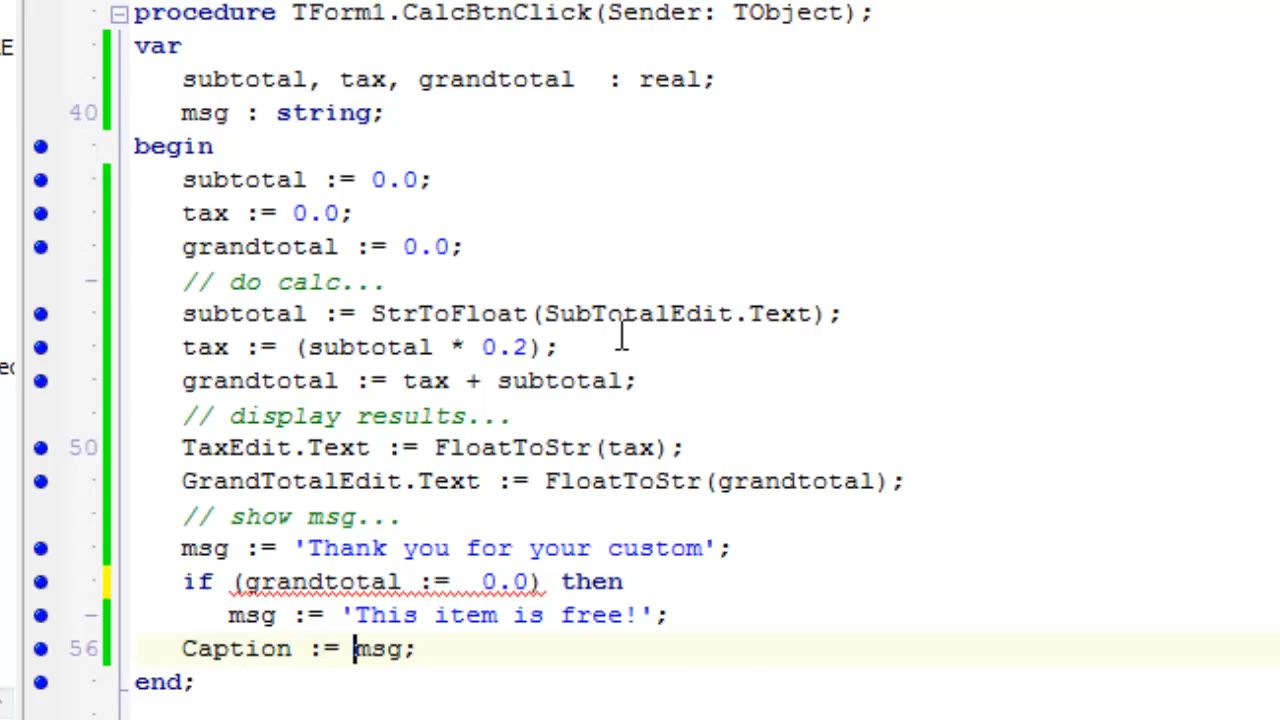 procedure TForm1.CalcBtnClick(Sender: TObject);
var
subtotal, tax, grandtotal  : real;
40 msg : string;
begin
subtotal := 0.0;
tax := 0.0;
grandtotal := 0.0;
// do calc...
subtotal := StrToFloat(SubTotalEdit.Text);
tax := (subtotal * 0.2);
grandtotal := tax + subtotal;
// display results...
50 TaxEdit.Text := FloatToStr(tax);
GrandTotalEdit.Text := FloatToStr(grandtotal);
// show msg...
msg := 'Thank you for your custom';
if (grandtotal :=  0.0) then
msg := 'This item is free!';
56 Caption := msg;
end;